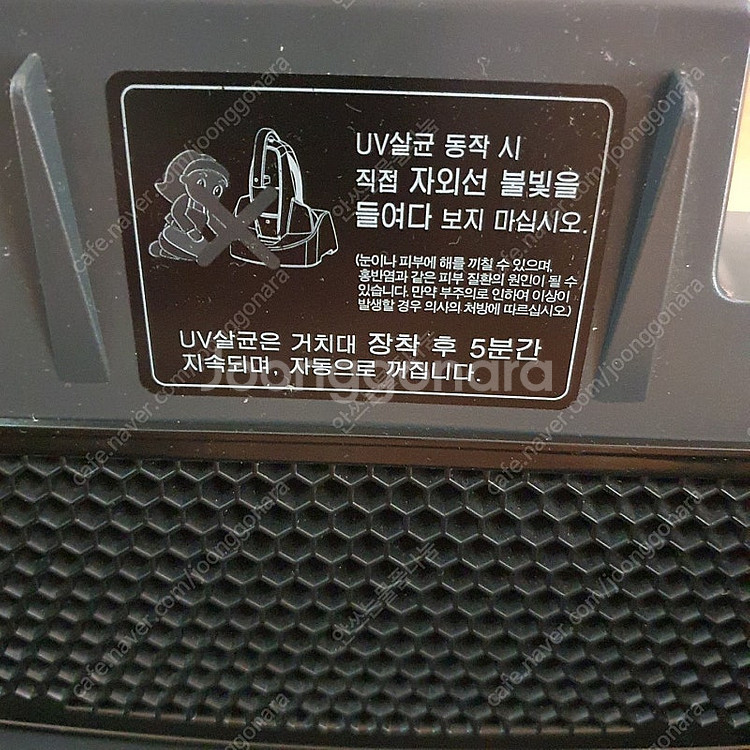 UV살균 동작 시
직접 자외선 불빛을
들여다 보지 마십시오.
(눈이나 피부에 해를 끼칠 수 있으며,
홍반염과 같은 피부 질환의 원인이 될 수
있습니다. 만약 부주의로 인하여 이상이
발생할 경우 의사의 처방에 따르십시오.)
UV살균은 거치대 장착 후 5분간
지속되며, 자동으로 꺼집니다.
Joonggonara
cafe.naver.com/joonggonara